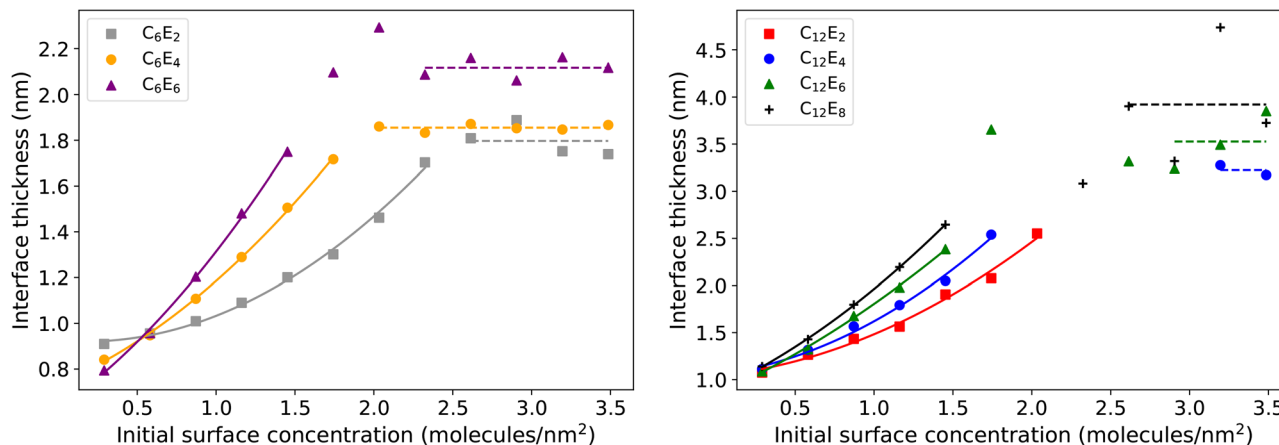 2.2
2.0
1.8
1.6
1.4
1.2
1.0
0.8
Interface thickness (nm)
C₆E₂
C₆E₄
C₆E₆
0.5 1.0 1.5 2.0 2.5 3.0 3.5
Initial surface concentration (molecules/nm²)
4.5
4.0
3.5
3.0
2.5
2.0
1.5
1.0
Interface thickness (nm)
C₁₂E₂
C₁₂E₄
C₁₂E₆
C₁₂E₈
0.5 1.0 1.5 2.0 2.5 3.0 3.5
Initial surface concentration (molecules/nm²)